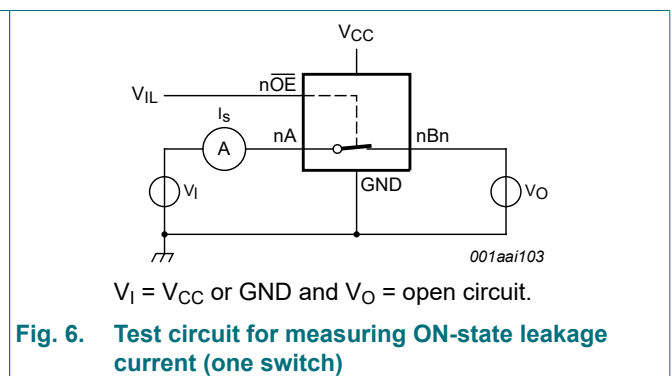 VCC
nOE
VIL
IS
nA
nBn
A
GND
VI
VO
001aai103
VI = VCC or GND and VO = open circuit.
Fig. 6. Test circuit for measuring ON-state leakage
current (one switch)